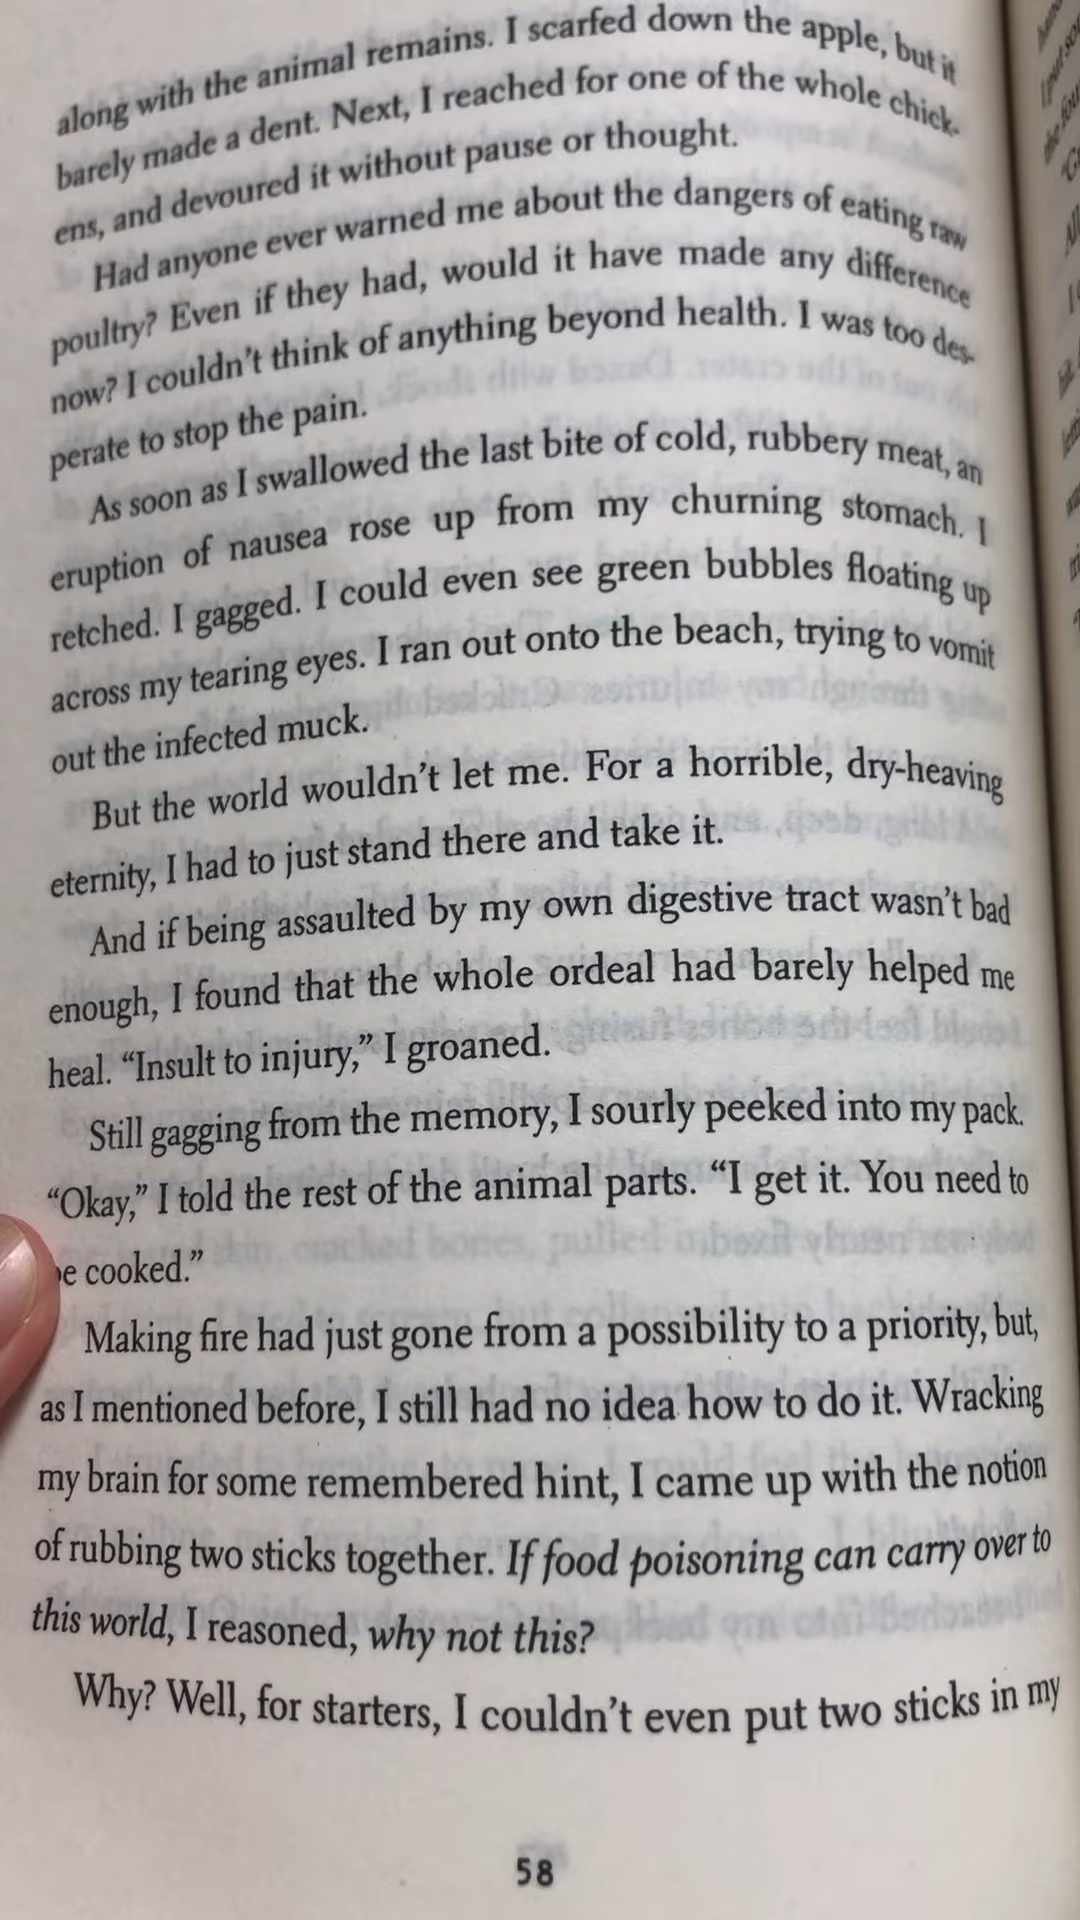 along with the animal remains. I scarfed down the apple, but it
barely made a dent. Next, I reached for one of the whole chick-
ens, and devoured it without pause or thought.
Had anyone ever warned me about the dangers of eating raw
poultry? Even if they had, would it have made any difference
now? I couldn't think of anything beyond health. I was too des-
perate to stop the pain.
As soon as I swallowed the last bite of cold, rubbery meat, an
eruption of nausea rose up from my churning stomach. I
retched. I gagged. I could even see green bubbles floating up
across my tearing eyes. I ran out onto the beach, trying to vomit
out the infected muck.
But the world wouldn't let me. For a horrible, dry-heaving
eternity, I had to just stand there and take it.
And if being assaulted by my own digestive tract wasn't bad
enough, I found that the whole ordeal had barely helped me
heal. “Insult to injury,” I groaned.
Still gagging from the memory, I sourly peeked into my pack.
“Okay,” I told the rest of the animal parts. “I get it. You need to
be cooked.”
Making fire had just gone from a possibility to a priority, but,
as I mentioned before, I still had no idea how to do it. Wracking
my brain for some remembered hint, I came up with the notion
of rubbing two sticks together. If food poisoning can carry over to
this world, I reasoned, why not this?
Why? Well, for starters, I couldn't even put two sticks in my
58